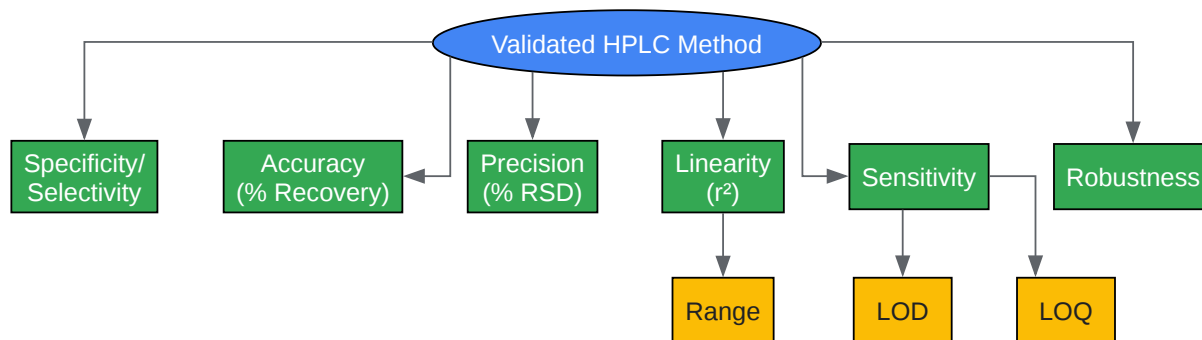 Validated HPLC Method
Specificity/
Selectivity
Accuracy
(% Recovery)
Precision
(% RSD)
Linearity
(r²)
Sensitivity
Robustness
Range
LOD
LOQ